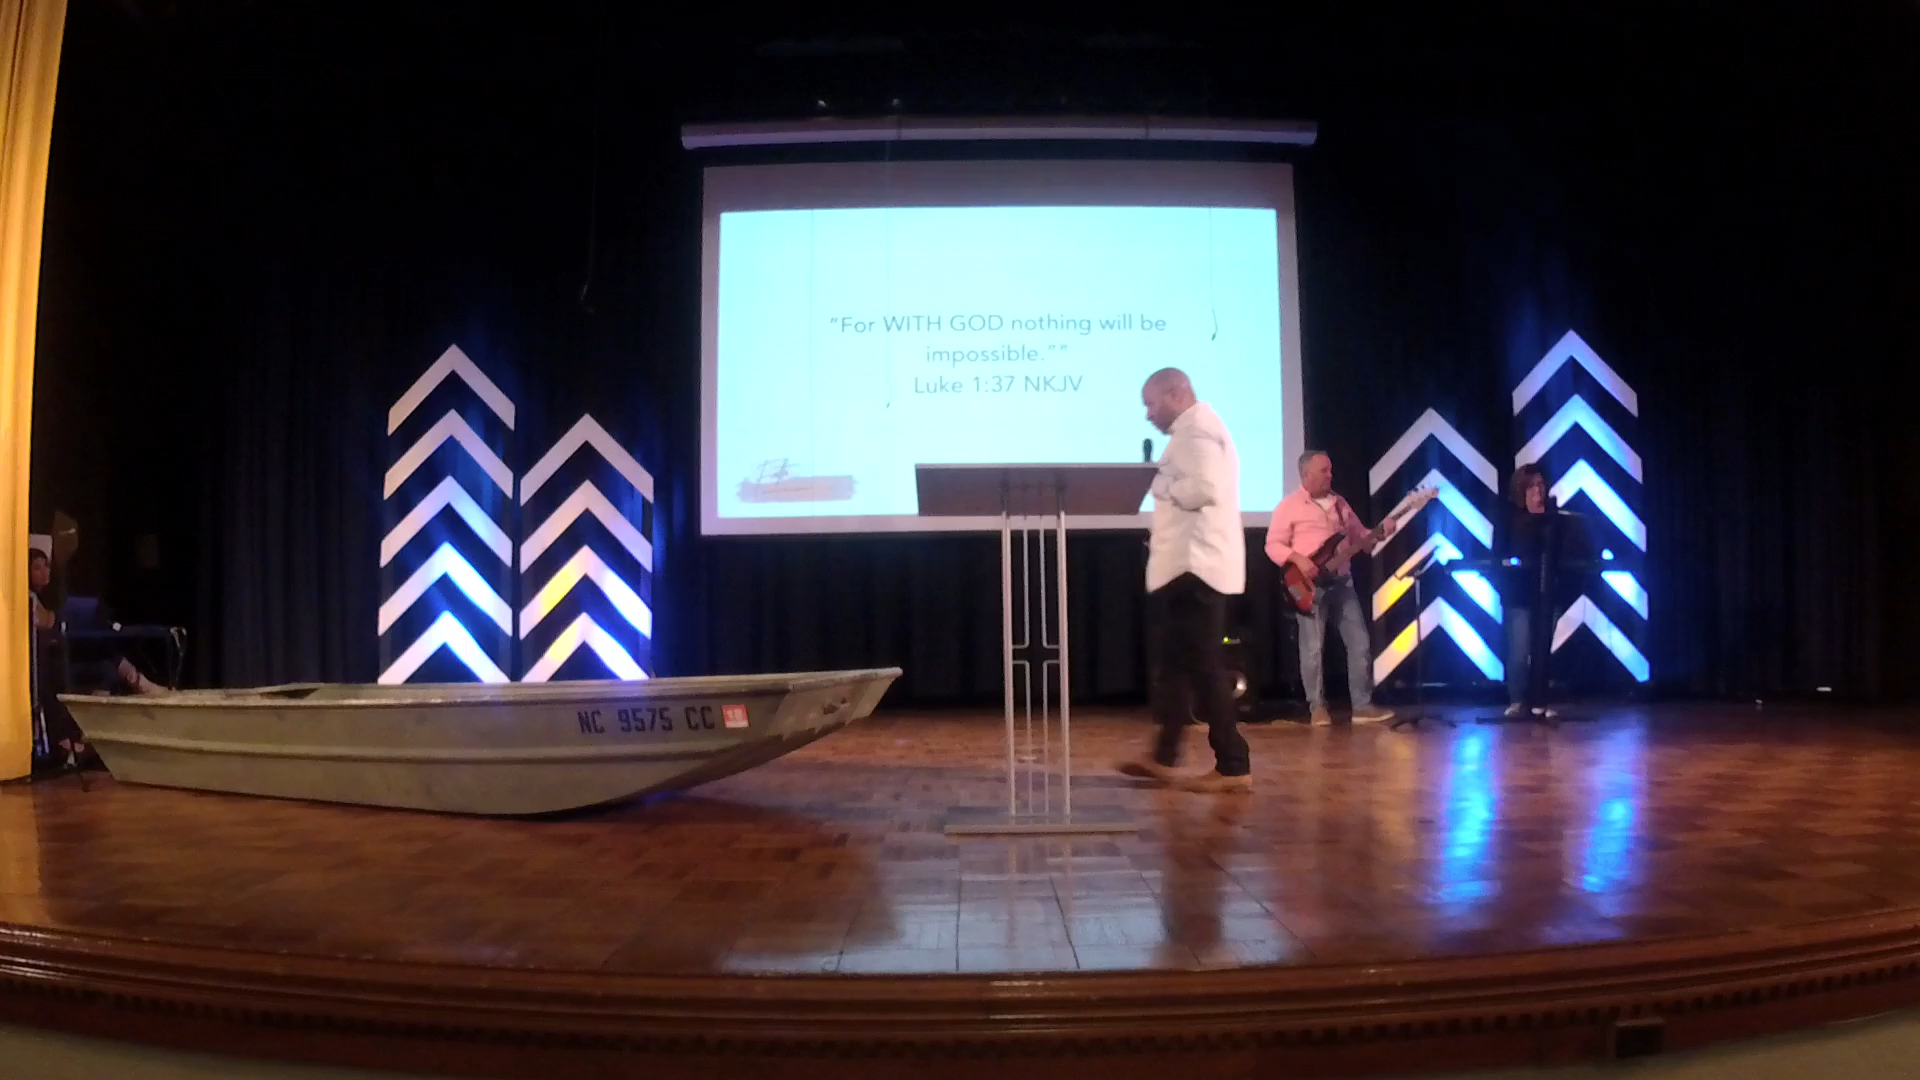 “For WITH GOD nothing will be
impossible.””
Luke 1:37 NKJV
NC 9575 CC